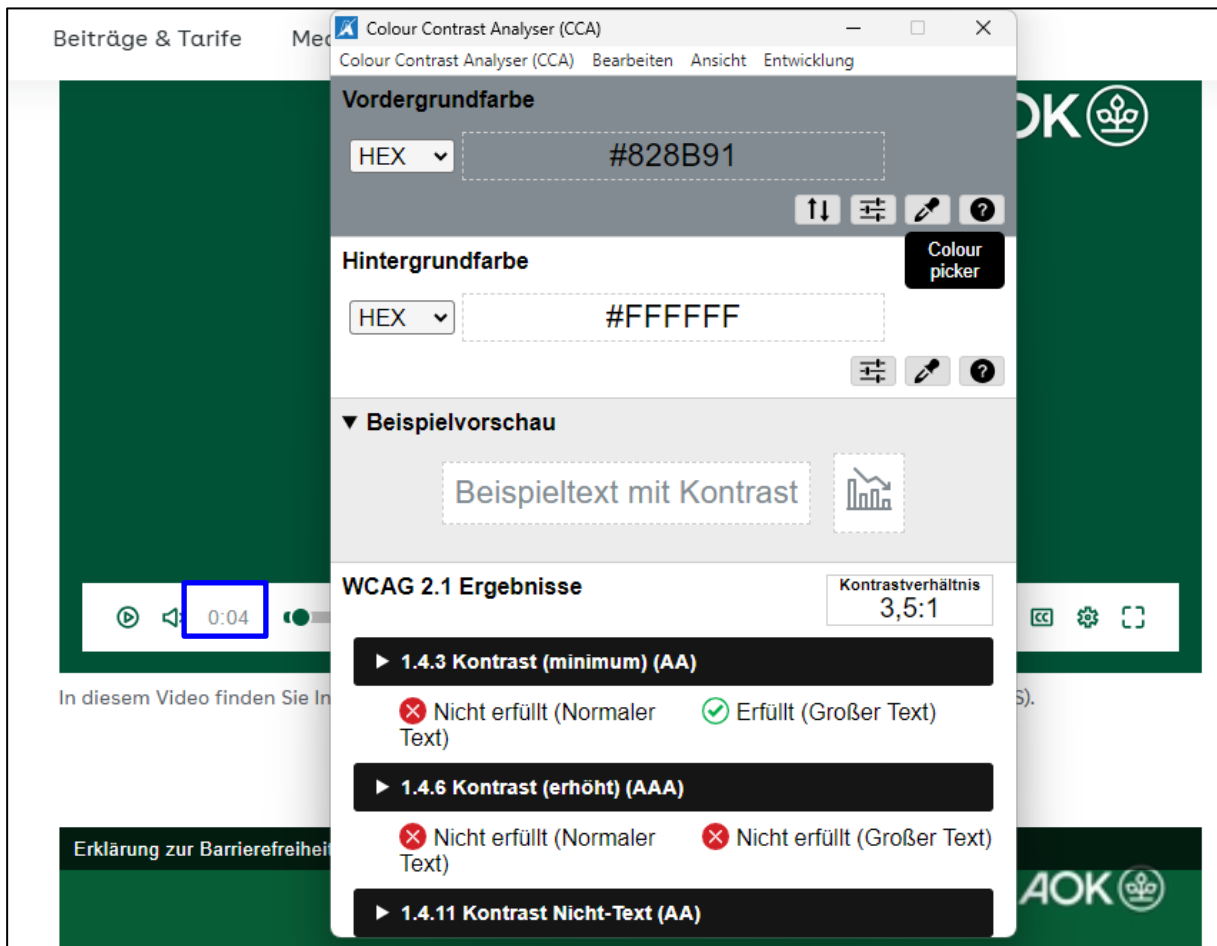 Beiträge & Tarife
Colour Contrast Analyser (CCA)
Colour Contrast Analyser (CCA) Bearbeiten Ansicht Entwicklung
Vordergrundfarbe
HEX
#828B91
?
Colour
picker
Hintergrundfarbe
HEX
#FFFFFF
?
Beispielvorschau
Beispieltext mit Kontrast
WCAG 2.1 Ergebnisse
Kontrastverhältnis
3,5:1
0:04
CC
1.4.3 Kontrast (minimum) (AA)
In diesem Video finden Sie
Nicht erfüllt (Normaler
Text)
Erfüllt (Großer Text)
1.4.6 Kontrast (erhöht) (AAA)
Nicht erfüllt (Normaler
Text)
Nicht erfüllt (Großer Text)
Erklärung zur Barrierefreiheit
AOK
1.4.11 Kontrast Nicht-Text (AA)